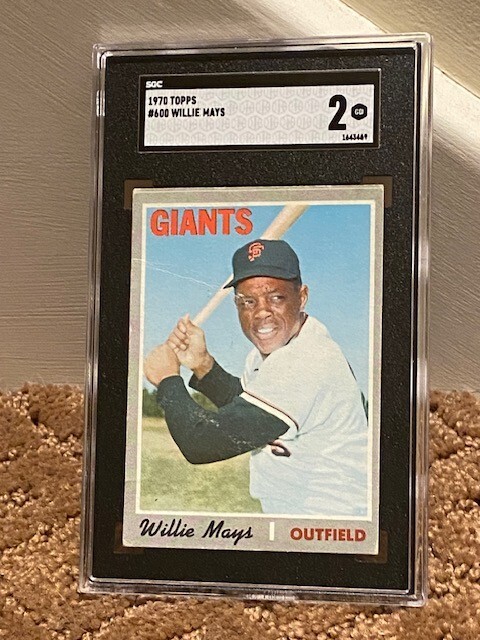 SGC
1970 TOPPS
#600 WILLIE MAYS
2 GD
1643469
GIANTS
SF
Willie Mays OUTFIELD